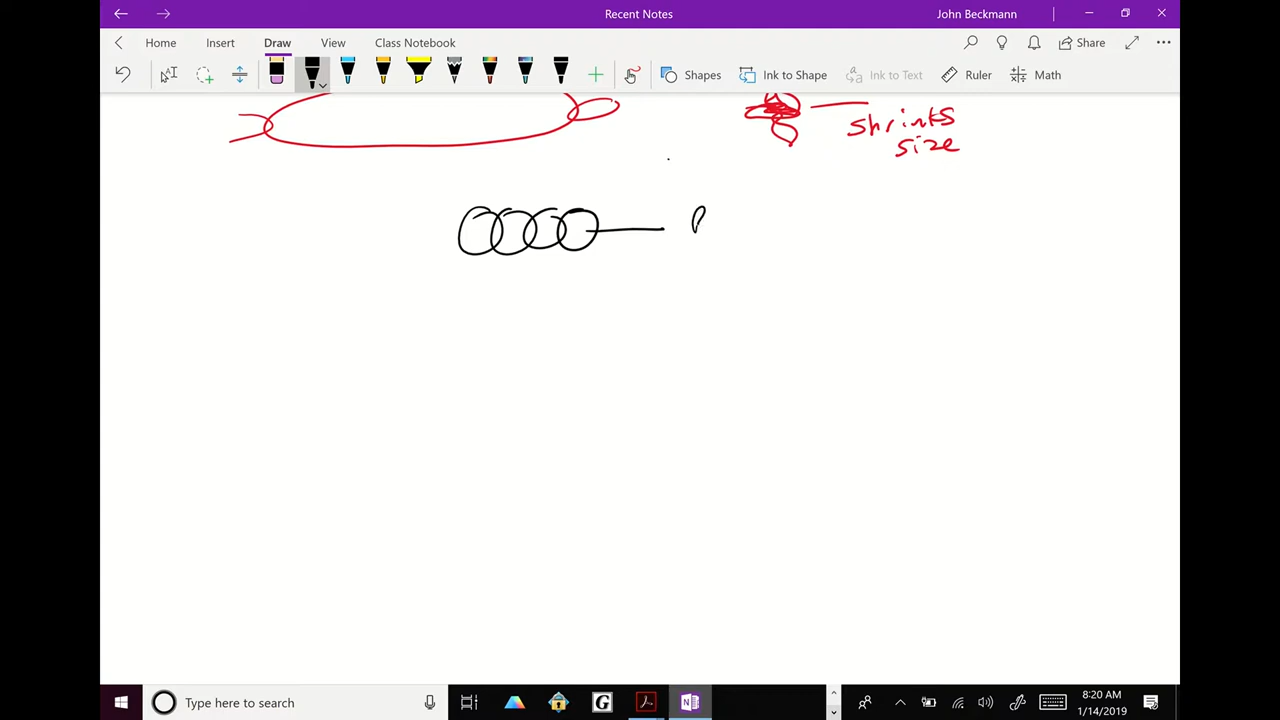 Recent Notes
John Beckmann
Home Insert Draw View Class Notebook
Share
Shapes
Ink to Shape
Ink to Text
Ruler
Math
shrinks
size
Type here to search
8:20 AM
1/14/2019